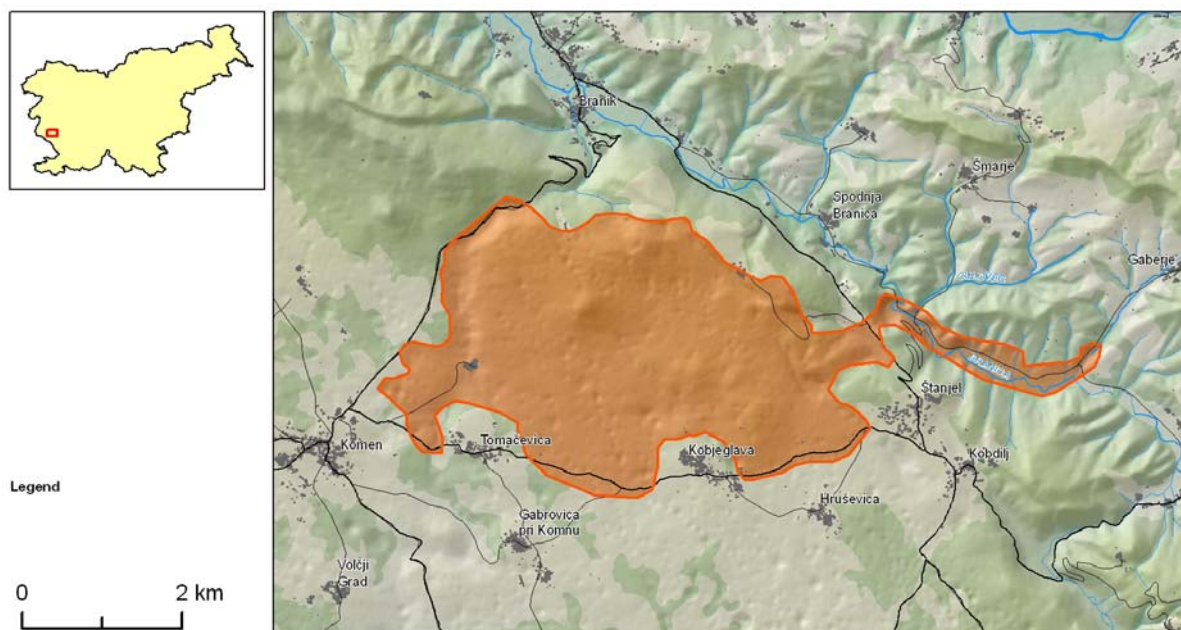 Branik
Šmarje
Spodnja
Branica
Gaberje
Štanjel
Komen
Tomačevica
Kobjeglava
Kobdilj
Legend
Hruševica
Gabrovica
pri Komnu
Volčji
Grad
0 2 km